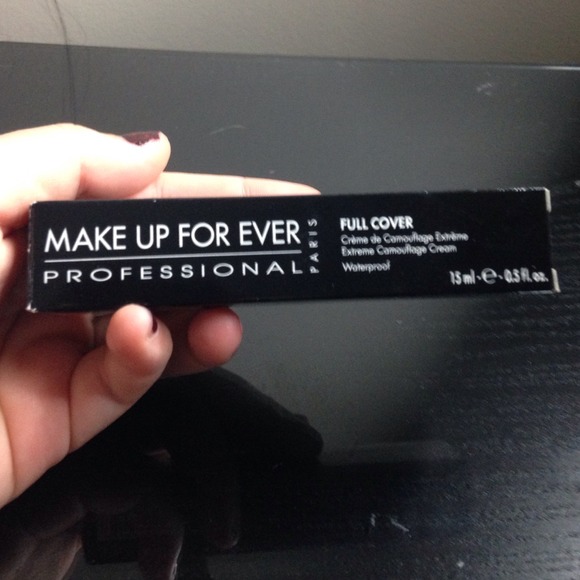 MAKE UP FOR EVER
PROFESSIONAL
PARIS
FULL COVER
Crème de Camouflage Extrême
Extreme Camouflage Cream
Waterproof
15 ml - ℮ - 0.5 fl. oz.